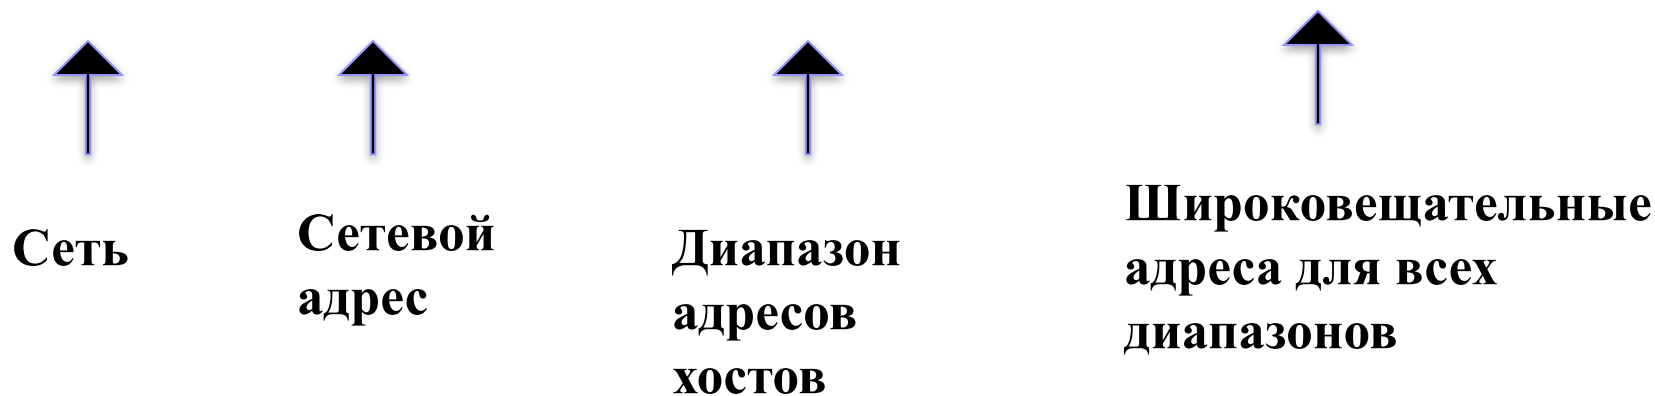 Сеть
Сетевой
адрес
Диапазон
адресов
хостов
Широковещательные
адреса для всех
диапазонов